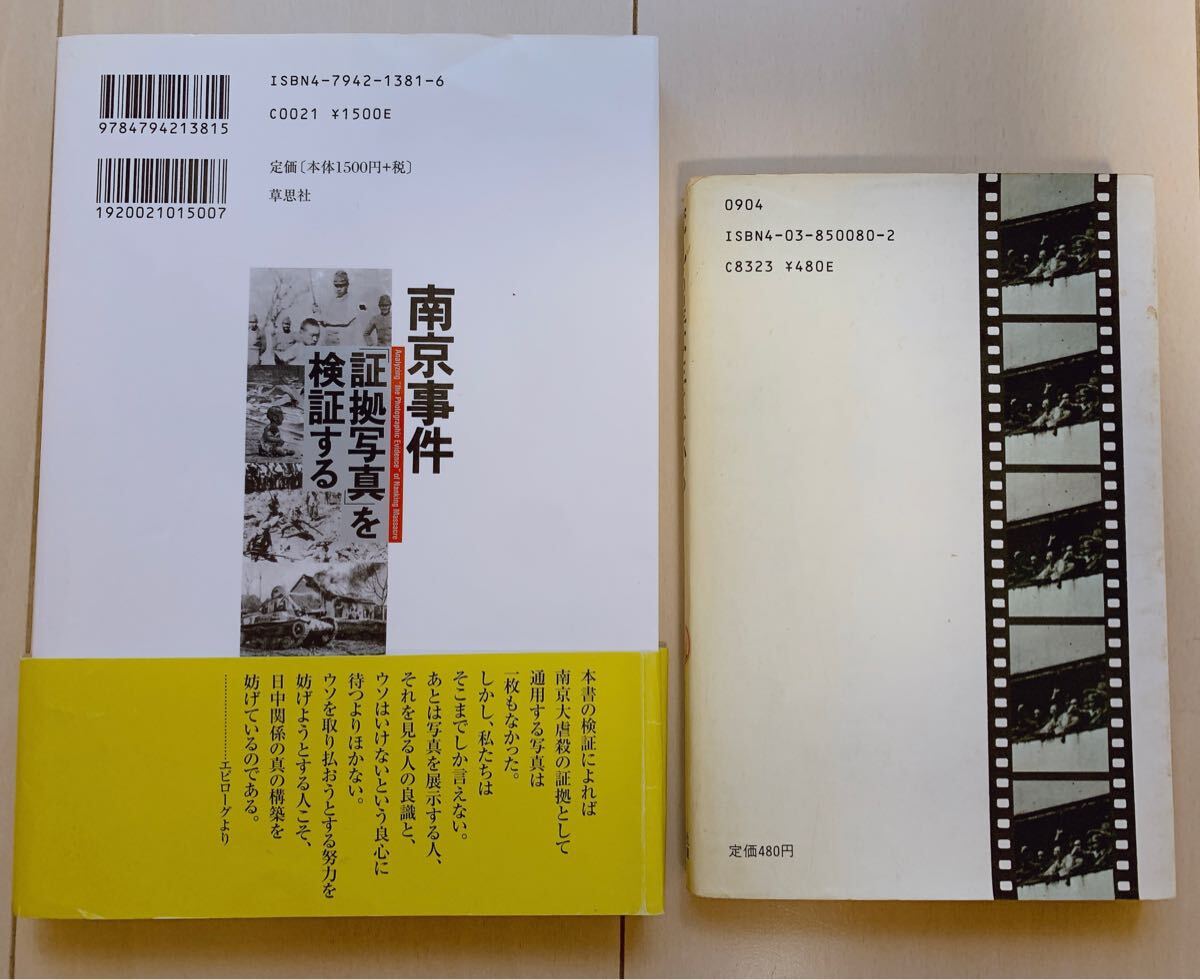 ISBN4-7942-1381-6
C0021 ¥1500E
9784794213815
定価〔本体1500円+税〕
草思社
1920021015007
南京事件
Analyzing "the Photographic Evidence" of Nanking Massacre
「証拠写真」を
検証する
本書の検証によれば
南京大虐殺の証拠として
通用する写真は
一枚もなかった。
しかし、私たちは
そこまでしか言えない。
あとは写真を展示する人、
それを見る人の良識と、
ウソはいけないという良心に
待つよりほかない。
ウソを取り払おうとする努力を
妨げようとする人こそ、
日中関係の真の構築を
妨げているのである。
…………エピローグより
0904
ISBN4-03-850080-2
C8323 ¥480E
定価480円